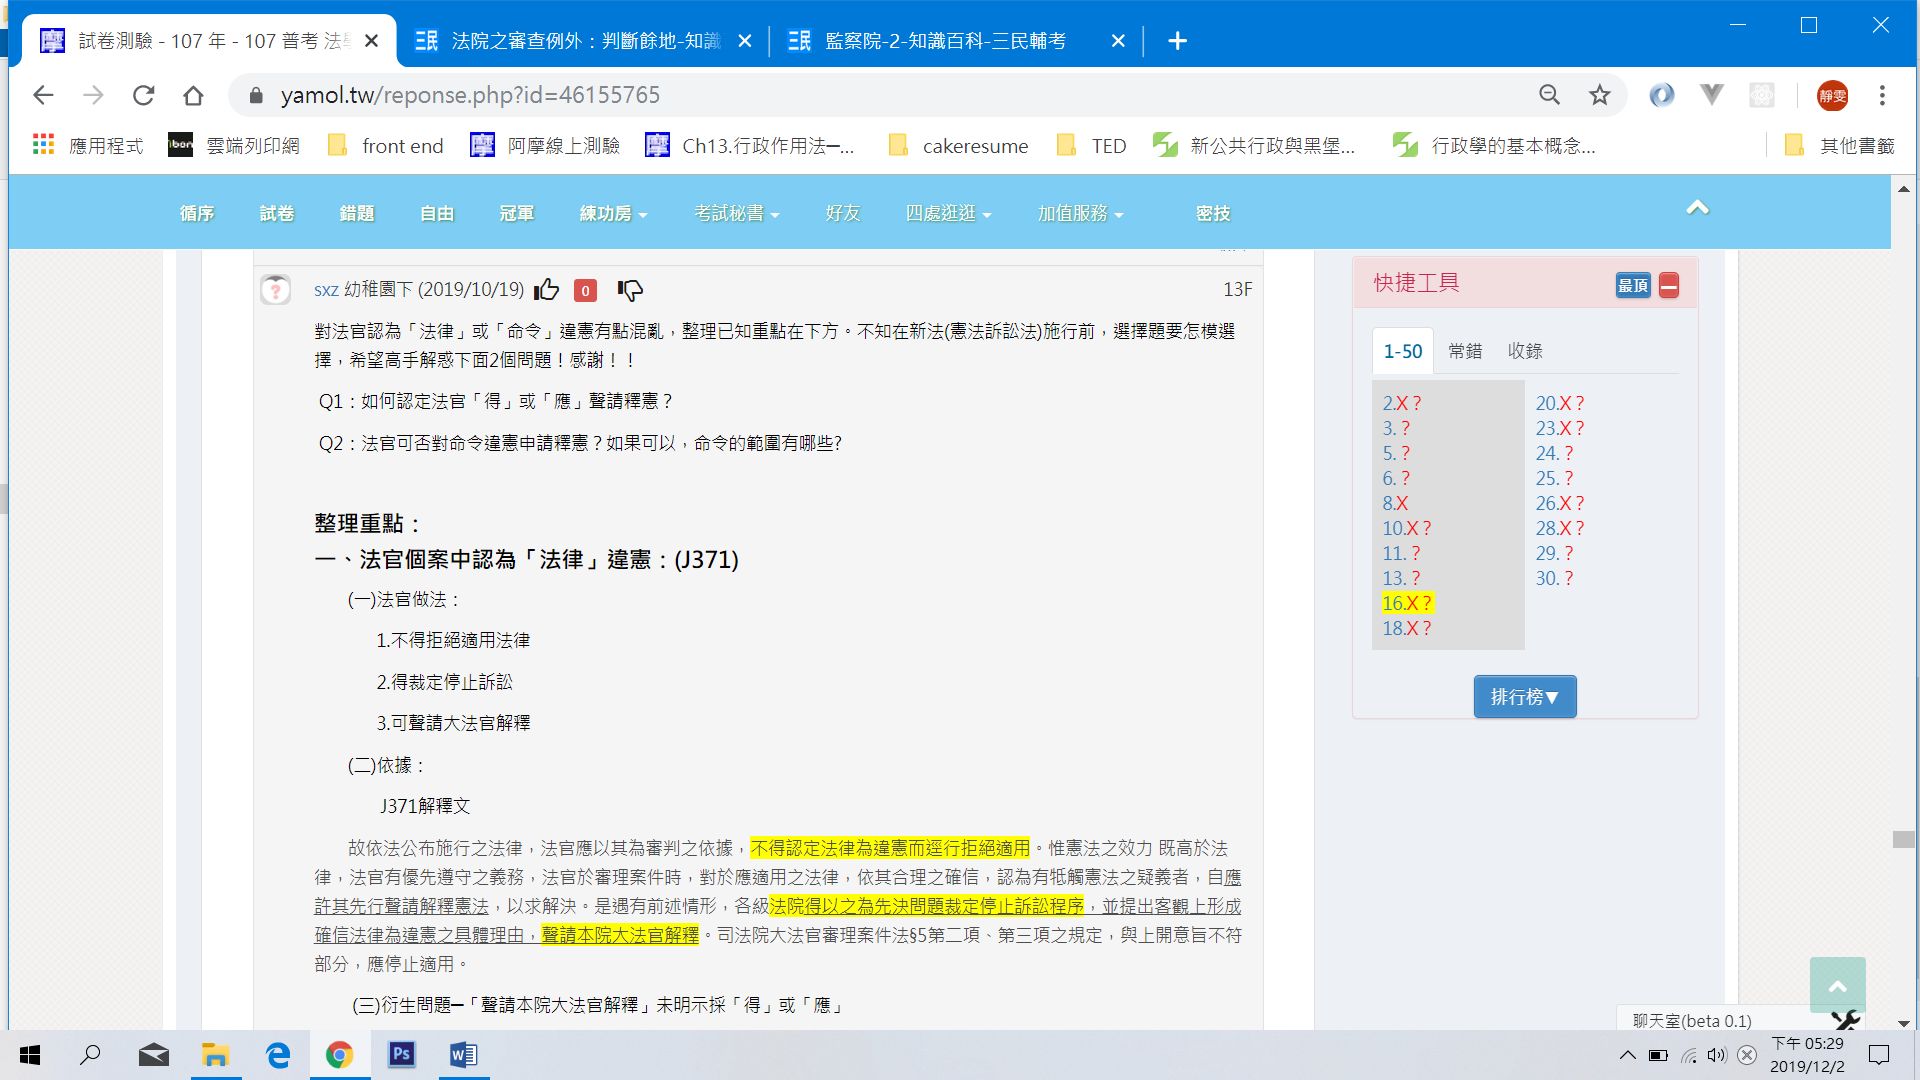 試卷測驗 - 107 年 - 107 普考 法
法院之審查例外：判斷餘地-知識
監察院-2-知識百科-三民輔考
yamol.tw/reponse.php?id=46155765
靜雯
應用程式
雲端列印網
front end
阿摩線上測驗
Ch13.行政作用法─...
cakeresume
TED
新公共行政與黑堡...
行政學的基本概念...
其他書籤
循序 試卷 錯題 自由 冠軍 練功房 考試秘書 好友 四處逛逛 加值服務 密技
sxz 幼稚園下 (2019/10/19) 0 13F
對法官認為「法律」或「命令」違憲有點混亂，整理已知重點在下方。不知在新法(憲法訴訟法)施行前，選擇題要怎模選
擇，希望高手解惑下面2個問題！感謝！！
Q1：如何認定法官「得」或「應」聲請釋憲？
Q2：法官可否對命令違憲申請釋憲？如果可以，命令的範圍有哪些?
整理重點：
一、法官個案中認為「法律」違憲：(J371)
(一)法官做法：
1.不得拒絕適用法律
2.得裁定停止訴訟
3.可聲請大法官解釋
(二)依據：
J371解釋文
故依法公布施行之法律，法官應以其為審判之依據，不得認定法律為違憲而逕行拒絕適用。惟憲法之效力 既高於法
律，法官有優先遵守之義務，法官於審理案件時，對於應適用之法律，依其合理之確信，認為有牴觸憲法之疑義者，自應
許其先行聲請解釋憲法，以求解決。是遇有前述情形，各級法院得以之為先決問題裁定停止訴訟程序，並提出客觀上形成
確信法律為違憲之具體理由，聲請本院大法官解釋。司法院大法官審理案件法§5第二項、第三項之規定，與上開意旨不符
部分，應停止適用。
(三)衍生問題─「聲請本院大法官解釋」未明示採「得」或「應」
快捷工具 最頂
1-50 常錯 收錄
2.X？
3.？
5.？
6.？
8.X
10.X？
11.？
13.？
16.X？
18.X？
20.X？
23.X？
24.？
25.？
26.X？
28.X？
29.？
30.？
排行榜▼
聊天室(beta 0.1)
下午 05:29
2019/12/2